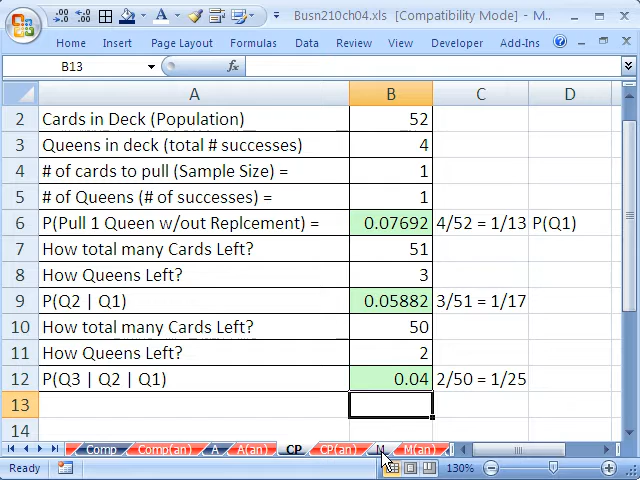 Busn210ch04.xls [Compatibility Mode] - M...
Home Insert Page Layout Formulas Data Review View Developer Add-Ins
B13 fx
A B C D
2 Cards in Deck (Population) 52
3 Queens in deck (total # successes) 4
4 # of cards to pull (Sample Size) = 1
5 # of Queens (# of successes) = 1
6 P(Pull 1 Queen w/out Replcement) = 0.07692 4/52 = 1/13 P(Q1)
7 How total many Cards Left? 51
8 How Queens Left? 3
9 P(Q2 | Q1) 0.05882 3/51 = 1/17
10 How total many Cards Left? 50
11 How Queens Left? 2
12 P(Q3 | Q2 | Q1) 0.04 2/50 = 1/25
13
14
Comp Comp(an) A A(an) CP CP(an) M M(an)
Ready 130%